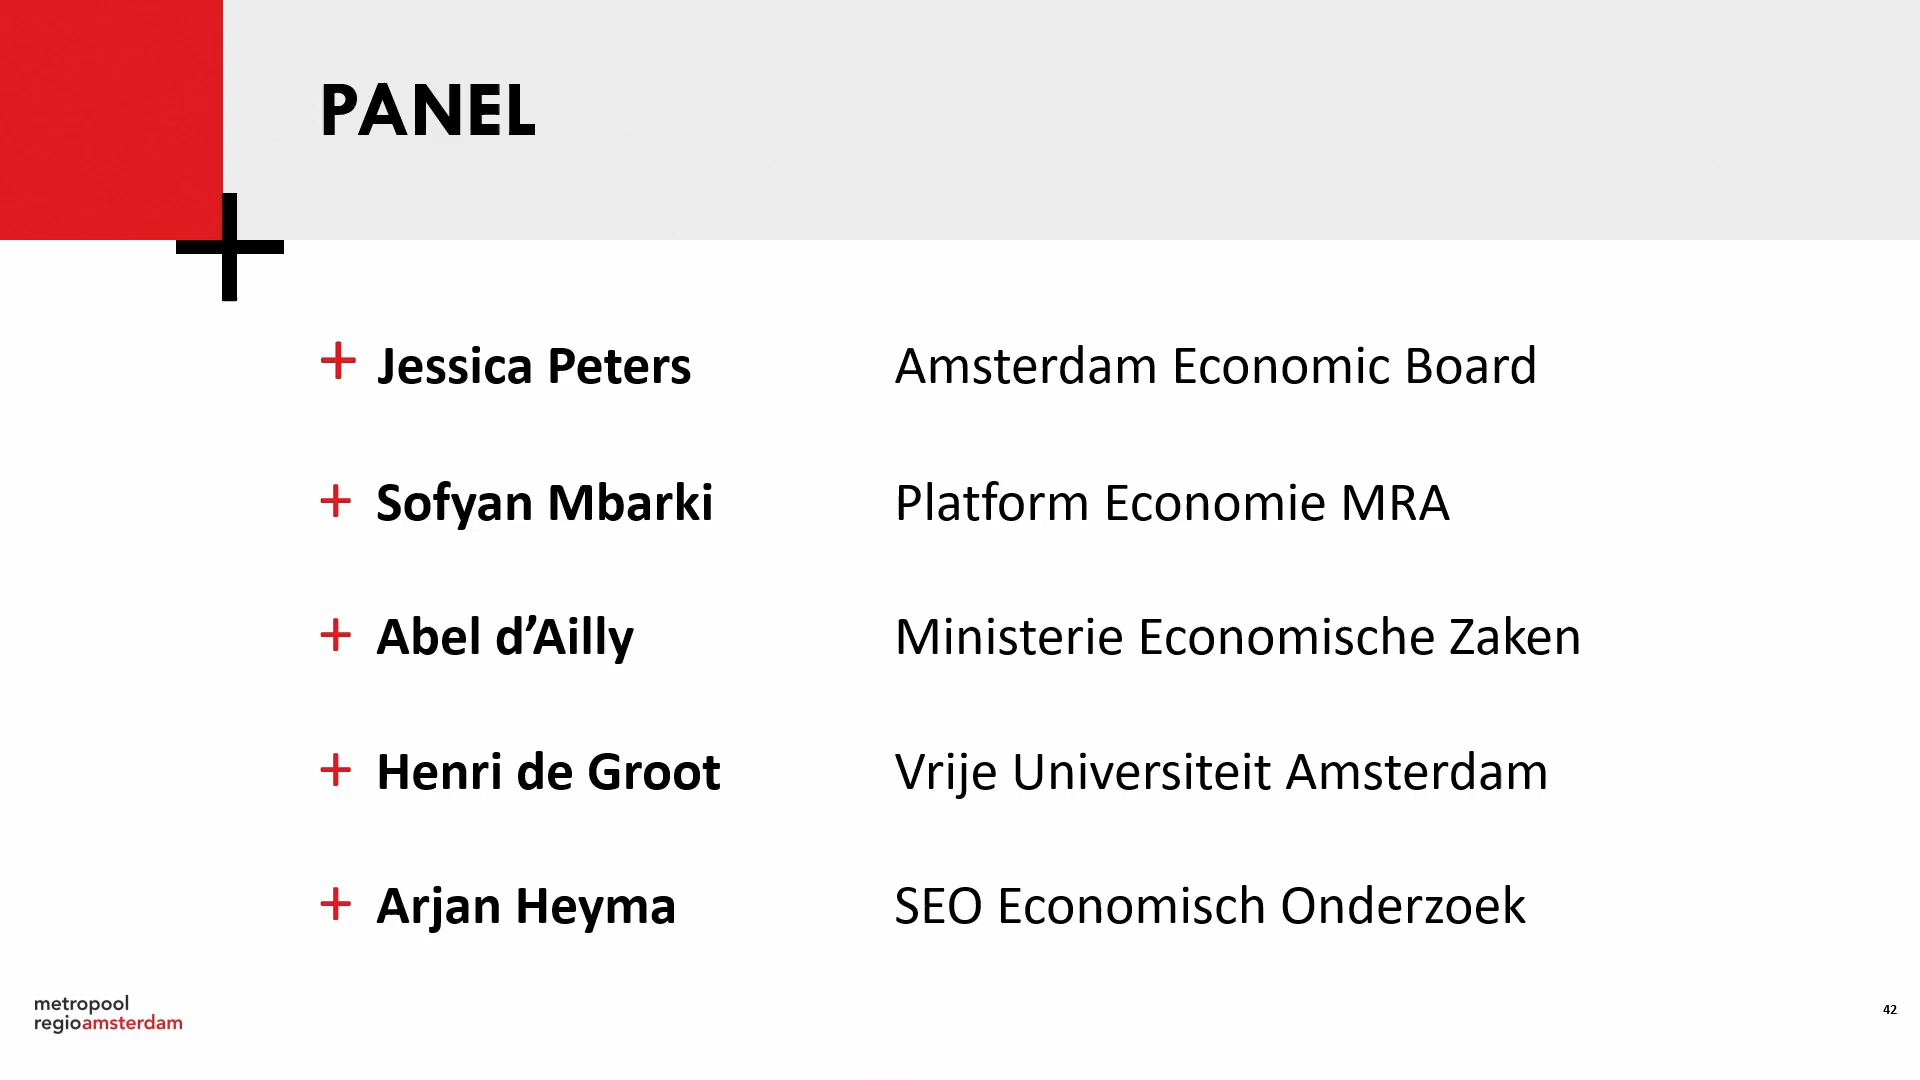 PANEL
+ Jessica Peters Amsterdam Economic Board
+ Sofyan Mbarki Platform Economie MRA
+ Abel d’Ailly Ministerie Economische Zaken
+ Henri de Groot Vrije Universiteit Amsterdam
+ Arjan Heyma SEO Economisch Onderzoek
metropool
regioamsterdam
42